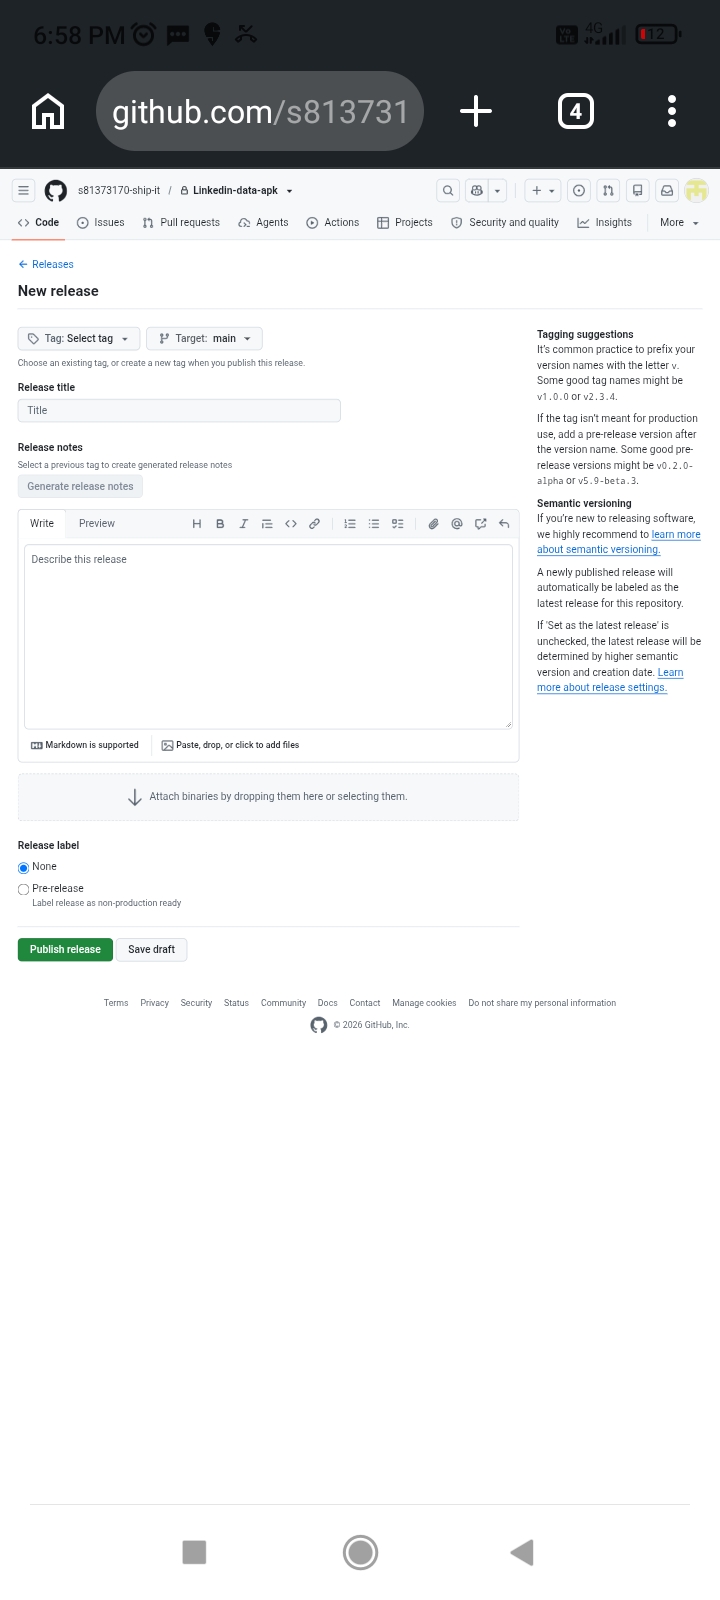 6:58 PM
4G
Vo LTE
12
github.com/s813731
4
s81373170-ship-it / Linkedin-data-apk
Code Issues Pull requests Agents Actions Projects Security and quality Insights More
← Releases
New release
Tag: Select tag Target: main
Choose an existing tag, or create a new tag when you publish this release.
Release title
Title
Release notes
Select a previous tag to create generated release notes
Generate release notes
Write Preview
Describe this release
Markdown is supported Paste, drop, or click to add files
Attach binaries by dropping them here or selecting them.
Release label
None
Pre-release
Label release as non-production ready
Publish release Save draft
Tagging suggestions
It's common practice to prefix your
version names with the letter v.
Some good tag names might be
v1.0.0 or v2.3.4.
If the tag isn't meant for production
use, add a pre-release version after
the version name. Some good pre-
release versions might be v0.2.0-
alpha or v5.9-beta.3.
Semantic versioning
If you're new to releasing software,
we highly recommend to learn more
about semantic versioning.
A newly published release will
automatically be labeled as the
latest release for this repository.
If 'Set as the latest release' is
unchecked, the latest release will be
determined by higher semantic
version and creation date. Learn
more about release settings.
Terms Privacy Security Status Community Docs Contact Manage cookies Do not share my personal information
© 2026 GitHub, Inc.